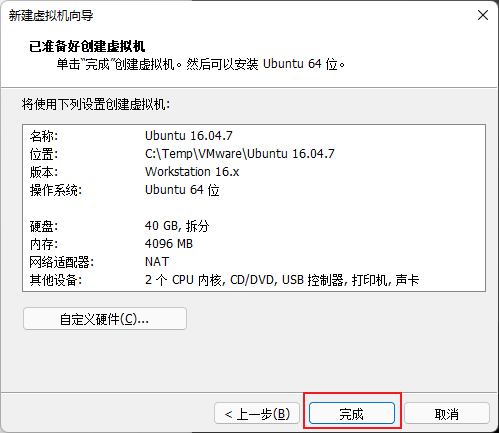 新建虚拟机向导
已准备好创建虚拟机
单击“完成”创建虚拟机。然后可以安装 Ubuntu 64 位。
将使用下列设置创建虚拟机:
名称: Ubuntu 16.04.7
位置: C:\Temp\VMware\Ubuntu 16.04.7
版本: Workstation 16.x
操作系统: Ubuntu 64 位
硬盘: 40 GB, 拆分
内存: 4096 MB
网络适配器: NAT
其他设备: 2 个 CPU 内核, CD/DVD, USB 控制器, 打印机, 声卡
自定义硬件(C)...
< 上一步(B) 完成 取消